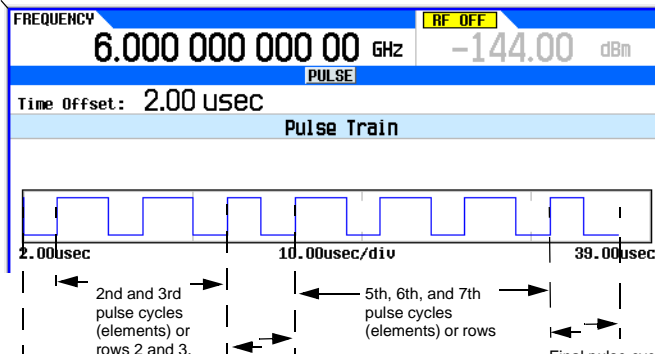 FREQUENCY
RF OFF
6.000 000 000 00 GHz
-144.00 dBm
PULSE
Time Offset: 2.00 usec
Pulse Train
2.00usec 10.00usec/div 39.00usec
2nd and 3rd
pulse cycles
(elements) or
rows 2 and 3.
5th, 6th, and 7th
pulse cycles
(elements) or rows
Final pulse